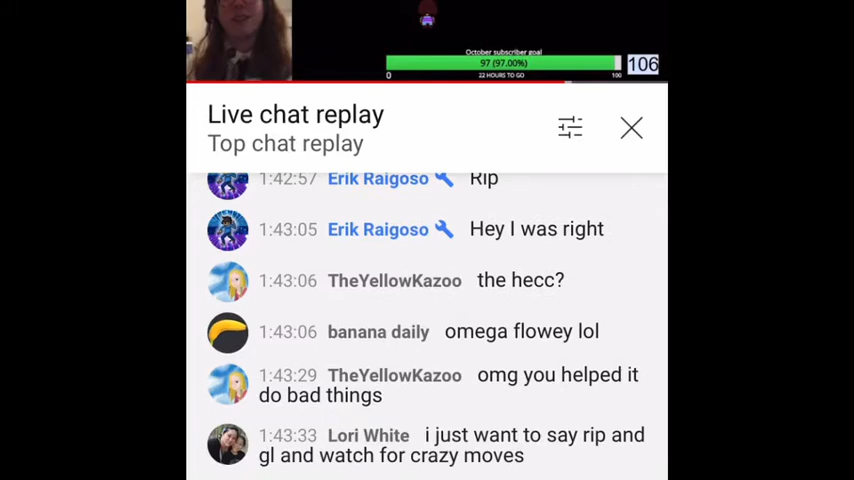 October subscriber goal
97 (97.00%)
106
0
22 HOURS TO GO
100
Live chat replay
Top chat replay
1:42:57 Erik Raigoso Rip
1:43:05 Erik Raigoso Hey I was right
1:43:06 TheYellowKazoo the hecc?
1:43:06 banana daily omega flowey lol
1:43:29 TheYellowKazoo omg you helped it
do bad things
1:43:33 Lori White i just want to say rip and
gl and watch for crazy moves